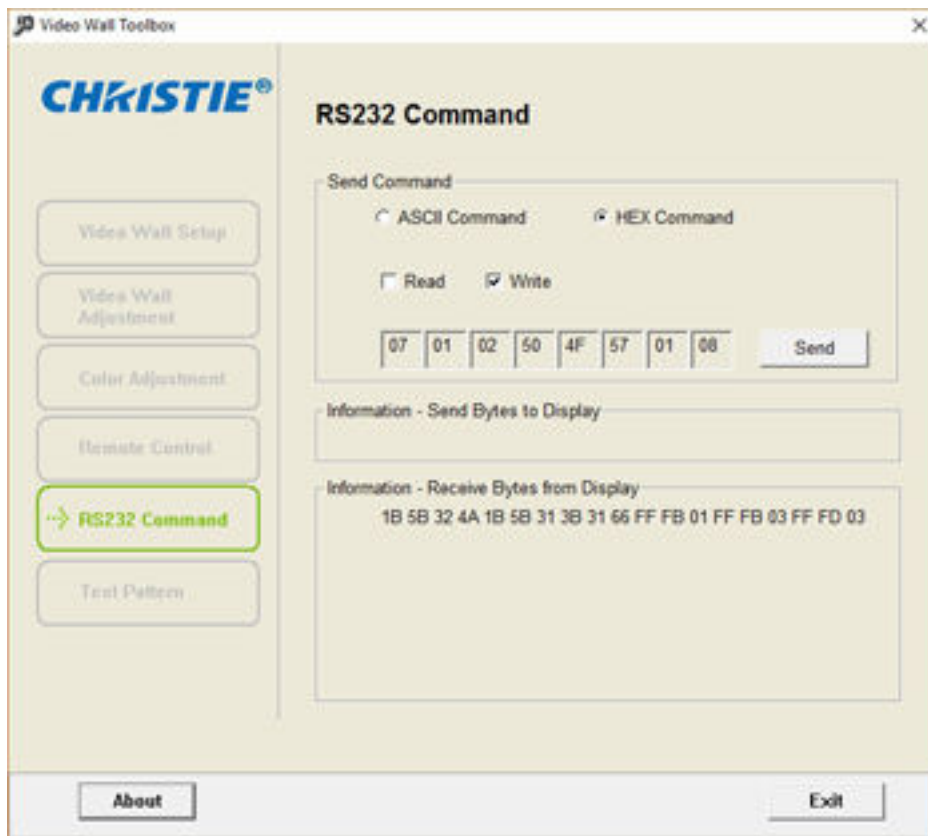 Video Wall Toolbox
CHRISTIE®
RS232 Command
Send Command
ASCII Command HEX Command
Read Write
07 01 02 50 4F 57 01 08 Send
Information - Send Bytes to Display
Information - Receive Bytes from Display
1B 5B 32 4A 1B 5B 31 3B 31 66 FF FB 01 FF FB 03 FF FD 03
Video Wall Setup
Video Wall
Adjustment
Color Adjustment
Remote Control
RS232 Command
Test Pattern
About
Exit